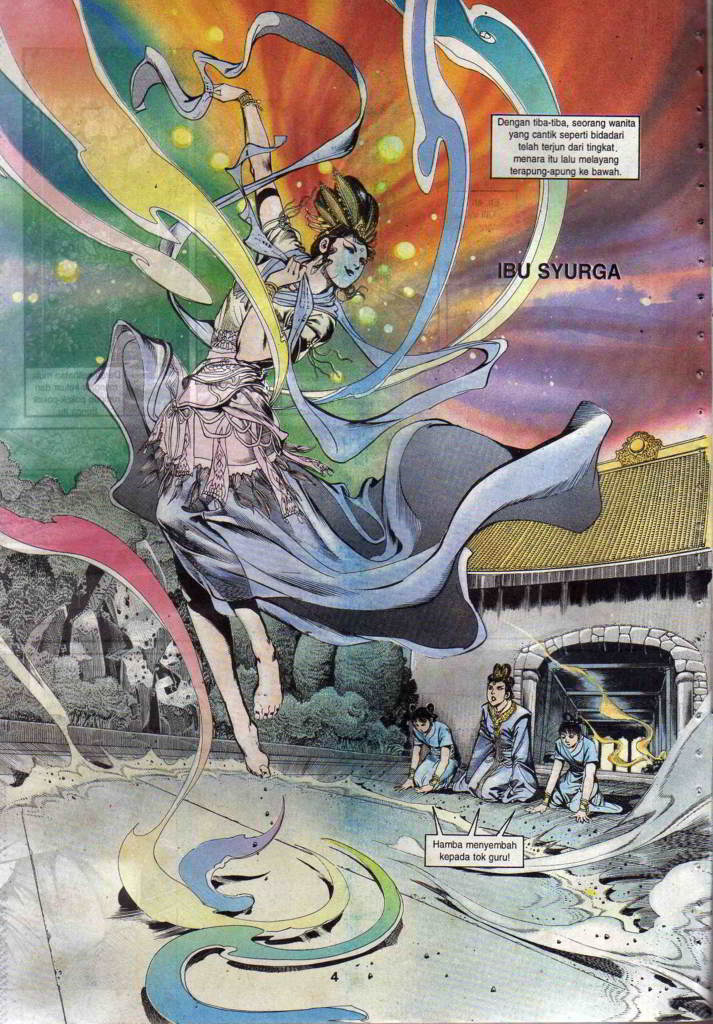 Dengan tiba-tiba, seorang wanita
yang cantik seperti bidadari
telah terjun dari tingkat
menara itu lalu melayang
terapung-apung ke bawah.
IBU SYURGA
Hamba menyembah
kepada tok guru!
4